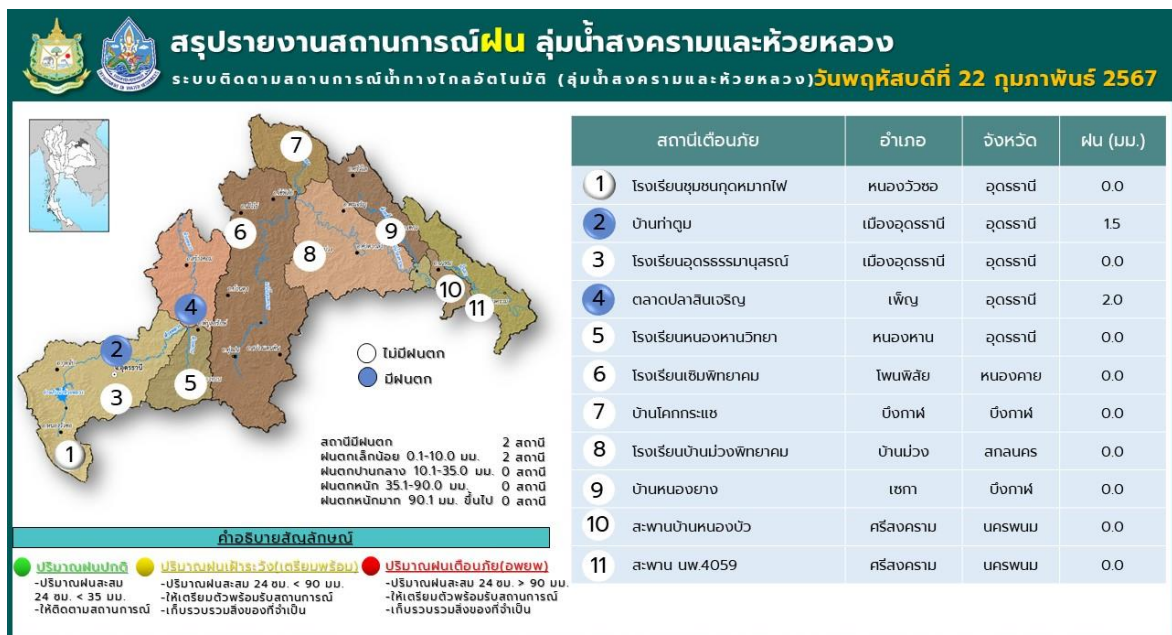 สรุปรายงานสถานการณ์ฝน ลุ่มน้ำสงครามและห้วยหลวง
ระบบติดตามสถานการณ์น้ำทางไกลอัตโนมัติ (ลุ่มน้ำสงครามและห้วยหลวง)วันพฤหัสบดีที่ 22 กุมภาพันธ์ 2567
7
6
9
8
10
11
4
2
5
3
1
อ.อุดรธานี
ไม่มีฝนตก
มีฝนตก
สถานีมีฝนตก 2 สถานี
ฝนตกเล็กน้อย 0.1-10.0 มม. 2 สถานี
ฝนตกปานกลาง 10.1-35.0 มม. 0 สถานี
ฝนตกหนัก 35.1-90.0 มม. 0 สถานี
ฝนตกหนักมาก 90.1 มม. ขึ้นไป 0 สถานี
คำอธิบายสัญลักษณ์
ปริมาณฝนปกติ
-ปริมาณฝนสะสม
24 ชม. < 35 มม.
-ให้ติดตามสถานการณ์
ปริมาณฝนเฝ้าระวัง(เตรียมพร้อม)
-ปริมาณฝนสะสม 24 ชม. < 90 มม.
-ให้เตรียมตัวพร้อมรับสถานการณ์
-เก็บรวบรวมสิ่งของที่จำเป็น
ปริมาณฝนเตือนภัย(อพยพ)
-ปริมาณฝนสะสม 24 ชม. > 90 มม.
-ให้เตรียมตัวพร้อมรับสถานการณ์
-เก็บรวบรวมสิ่งของที่จำเป็น
สถานีเตือนภัย อำเภอ จังหวัด ฝน (มม.)
1 โรงเรียนชุมชนกุดหมากไฟ หนองวัวซอ อุดรธานี 0.0
2 บ้านท่าตูม เมืองอุดรธานี อุดรธานี 1.5
3 โรงเรียนอุดรธรรมานุสรณ์ เมืองอุดรธานี อุดรธานี 0.0
4 ตลาดปลาสินเจริญ เพ็ญ อุดรธานี 2.0
5 โรงเรียนหนองหานวิทยา หนองหาน อุดรธานี 0.0
6 โรงเรียนเซิมพิทยาคม โพนพิสัย หนองคาย 0.0
7 บ้านโคกกระแซ บึงกาฬ บึงกาฬ 0.0
8 โรงเรียนบ้านม่วงพิทยาคม บ้านม่วง สกลนคร 0.0
9 บ้านหนองยาง เซกา บึงกาฬ 0.0
10 สะพานบ้านหนองบัว ศรีสงคราม นครพนม 0.0
11 สะพาน นพ.4059 ศรีสงคราม นครพนม 0.0